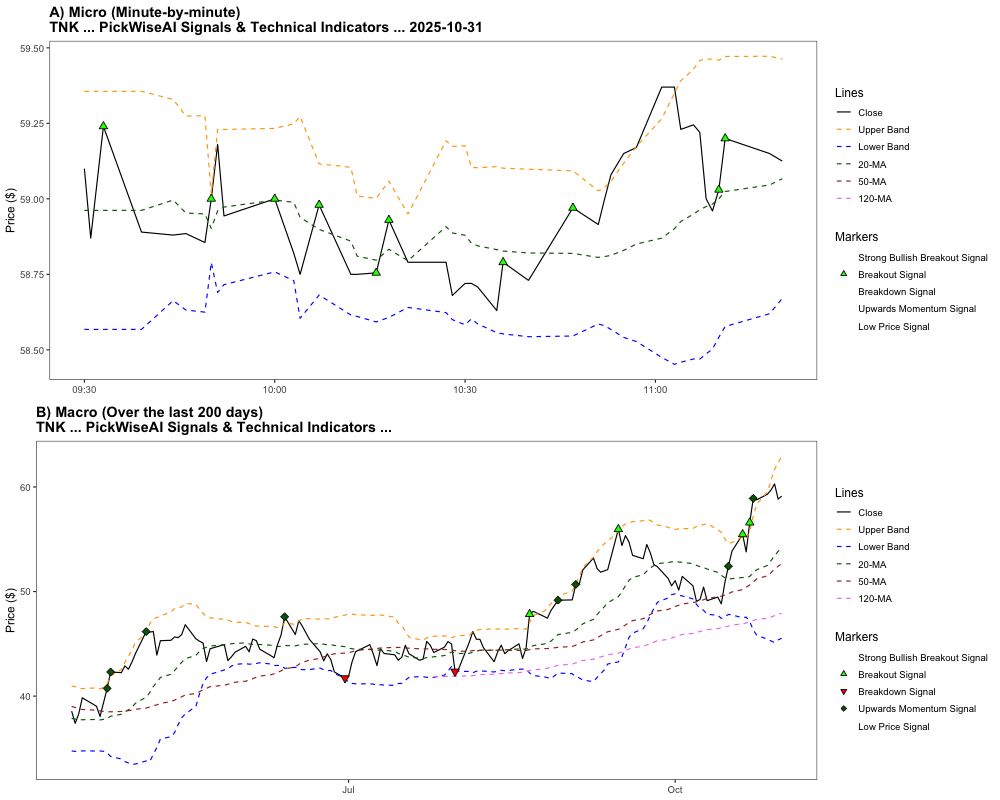 A) Micro (Minute-by-minute)
TNK ... PickWiseAI Signals & Technical Indicators ... 2025-10-31
Price ($)
59.50
59.25
59.00
58.75
58.50
09:30
10:00
10:30
11:00
Lines
Close
Upper Band
Lower Band
20-MA
50-MA
120-MA
Markers
Strong Bullish Breakout Signal
Breakout Signal
Breakdown Signal
Upwards Momentum Signal
Low Price Signal
B) Macro (Over the last 200 days)
TNK ... PickWiseAI Signals & Technical Indicators ...
Price ($)
60
50
40
Jul
Oct
Lines
Close
Upper Band
Lower Band
20-MA
50-MA
120-MA
Markers
Strong Bullish Breakout Signal
Breakout Signal
Breakdown Signal
Upwards Momentum Signal
Low Price Signal